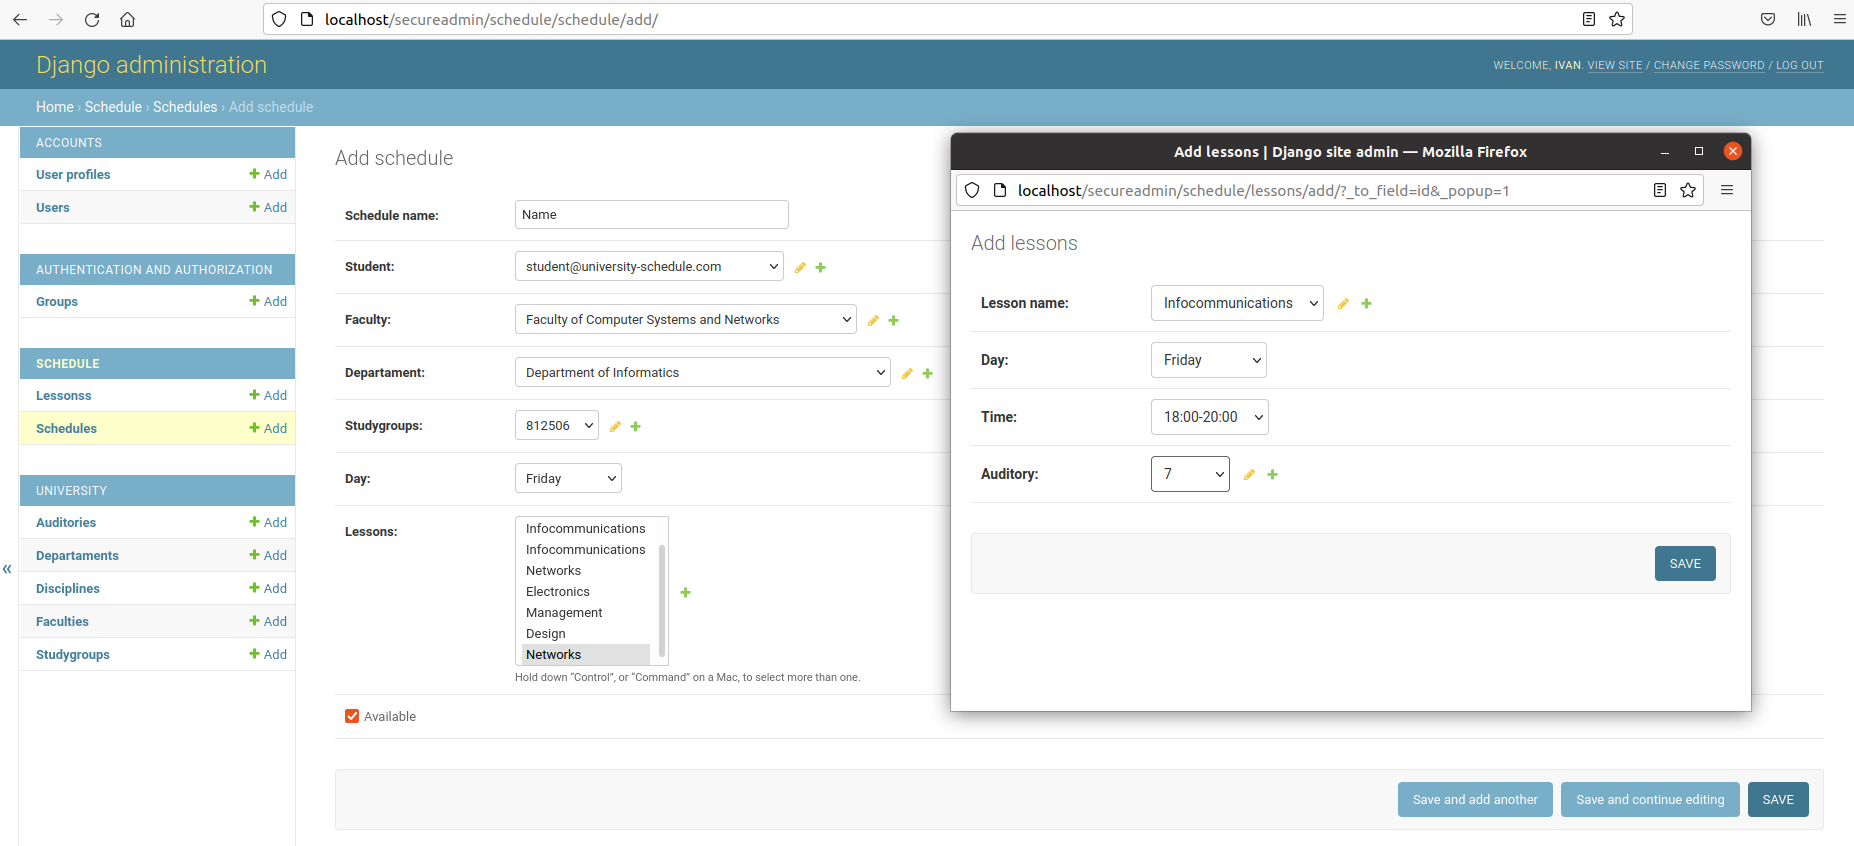 localhost/secureadmin/schedule/schedule/add/
Django administration
WELCOME, IVAN. VIEW SITE / CHANGE PASSWORD / LOG OUT
Home › Schedule › Schedules › Add schedule
ACCOUNTS
User profiles
Add
Users
Add
AUTHENTICATION AND AUTHORIZATION
Groups
Add
SCHEDULE
Lessonss
Add
Schedules
Add
UNIVERSITY
Auditories
Add
Departaments
Add
Disciplines
Add
Faculties
Add
Studygroups
Add
«
Add schedule
Schedule name:
Name
Student:
student@university-schedule.com
Faculty:
Faculty of Computer Systems and Networks
Departament:
Department of Informatics
Studygroups:
812506
Day:
Friday
Lessons:
Infocommunications
Infocommunications
Networks
Electronics
Management
Design
Networks
Hold down “Control”, or “Command” on a Mac, to select more than one.
Available
Save and add another
Save and continue editing
SAVE
Add lessons | Django site admin — Mozilla Firefox
localhost/secureadmin/schedule/lessons/add/?_to_field=id&_popup=1
Add lessons
Lesson name:
Infocommunications
Day:
Friday
Time:
18:00-20:00
Auditory:
7
SAVE